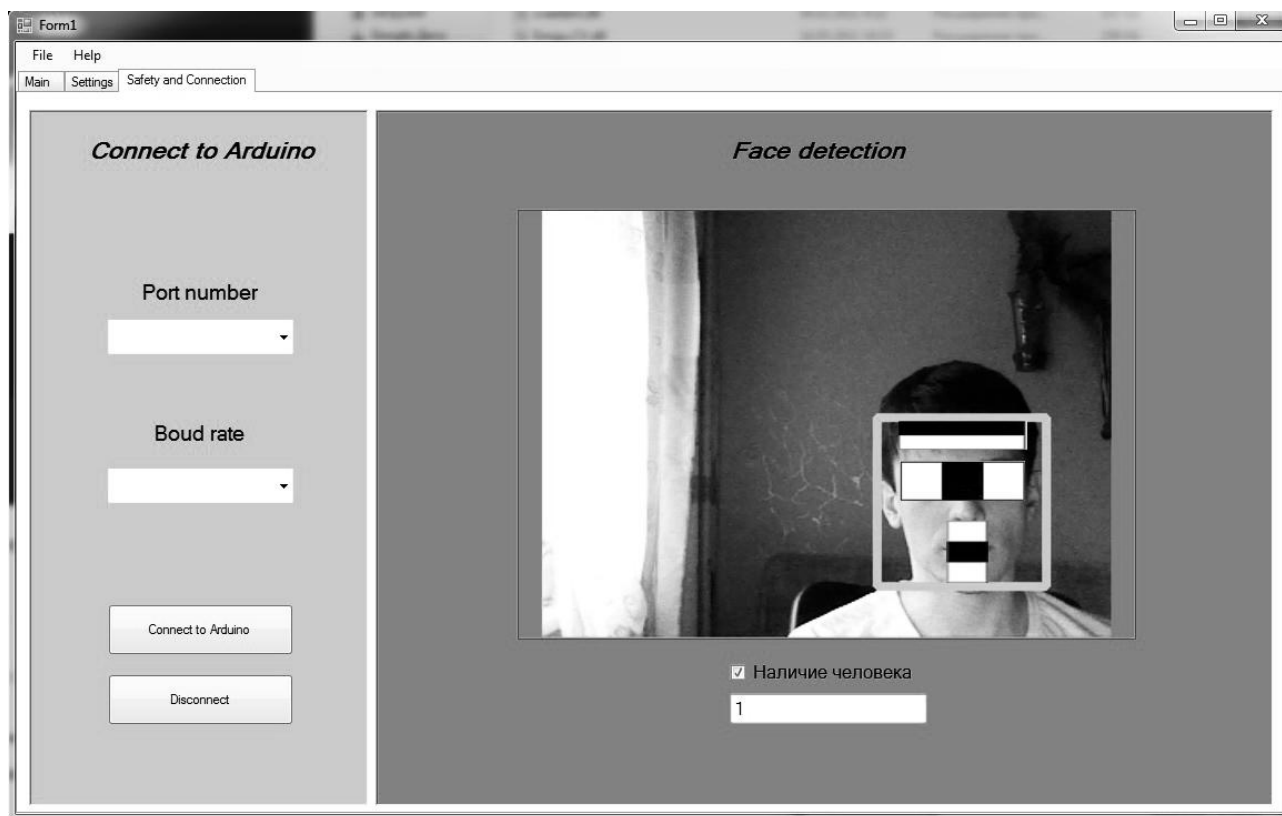 Form1
File Help
Main Settings Safety and Connection
Connect to Arduino
Port number
Boud rate
Connect to Arduino
Disconnect
Face detection
Наличие человека
1